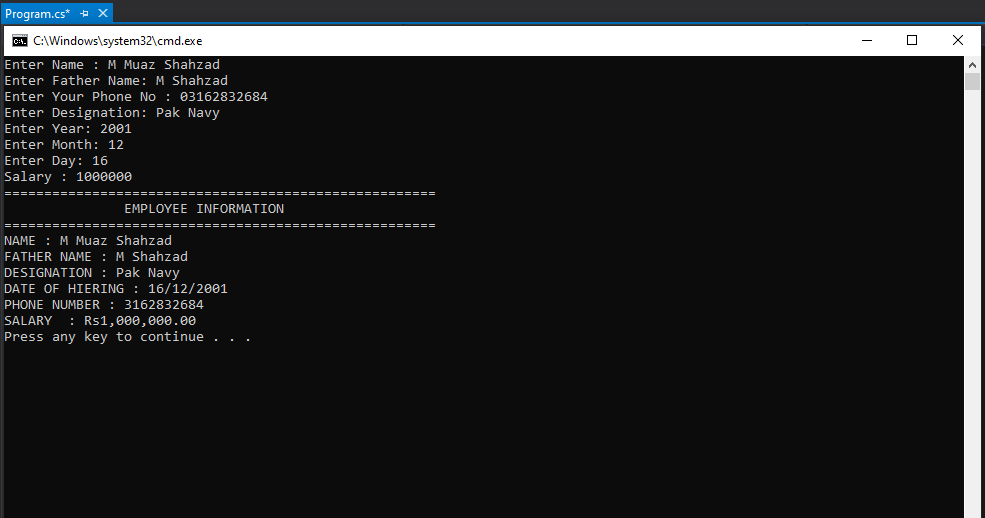 Program.cs*
C:\Windows\system32\cmd.exe
Enter Name : M Muaz Shahzad
Enter Father Name: M Shahzad
Enter Your Phone No : 03162832684
Enter Designation: Pak Navy
Enter Year: 2001
Enter Month: 12
Enter Day: 16
Salary : 1000000
======================================================
EMPLOYEE INFORMATION
======================================================
NAME : M Muaz Shahzad
FATHER NAME : M Shahzad
DESIGNATION : Pak Navy
DATE OF HIERING : 16/12/2001
PHONE NUMBER : 3162832684
SALARY  : Rs1,000,000.00
Press any key to continue . . .